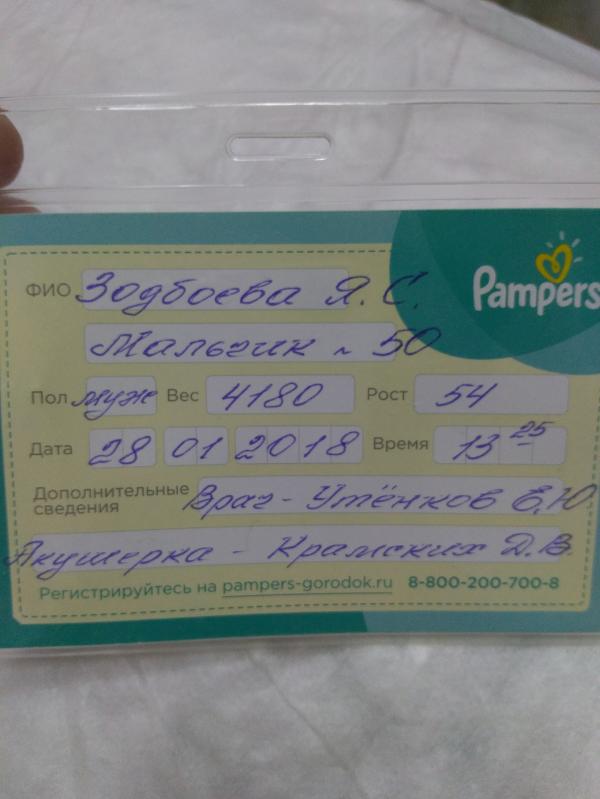 Pampers
ФИО Зодбоева Я. С.
Мальчик ~ 50
Пол муж Вес 4180 Рост 54
Дата 28 01 2018 Время 13 25
Дополнительные сведения Врач - Утёнков Е.Ю
Акушерка - Крамских Д.В.
Регистрируйтесь на pampers-gorodok.ru 8-800-200-700-8